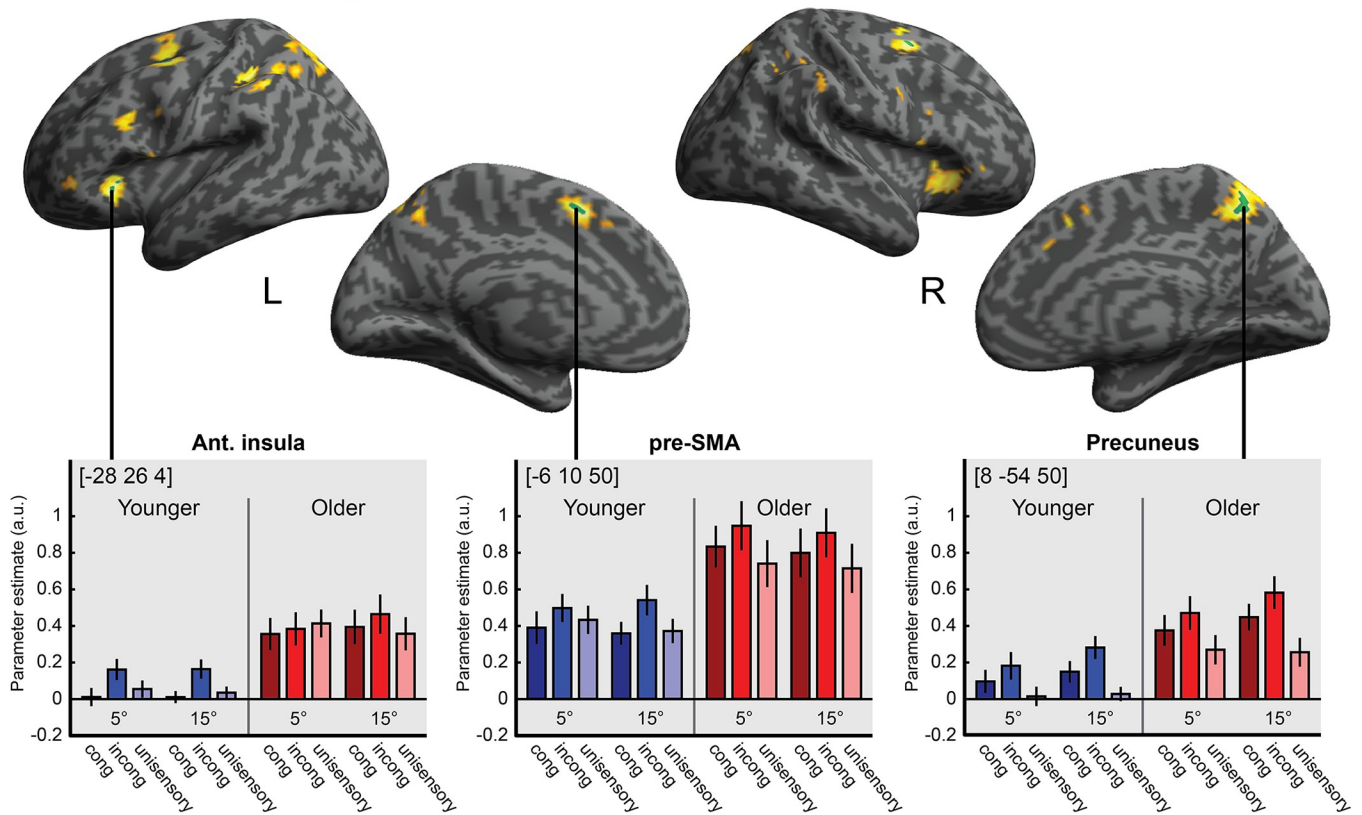 L
R
Ant. insula
pre-SMA
Precuneus
[-28 26 4]
Younger
Older
Parameter estimate (a.u.)
1
0.8
0.6
0.4
0.2
0
-0.2
5°
15°
5°
15°
cong
incong
unisensory
cong
incong
unisensory
cong
incong
unisensory
cong
incong
unisensory
[-6 10 50]
Younger
Older
Parameter estimate (a.u.)
1
0.8
0.6
0.4
0.2
0
-0.2
5°
15°
5°
15°
cong
incong
unisensory
cong
incong
unisensory
cong
incong
unisensory
cong
incong
unisensory
[8 -54 50]
Younger
Older
Parameter estimate (a.u.)
1
0.8
0.6
0.4
0.2
0
-0.2
5°
15°
5°
15°
cong
incong
unisensory
cong
incong
unisensory
cong
incong
unisensory
cong
incong
unisensory